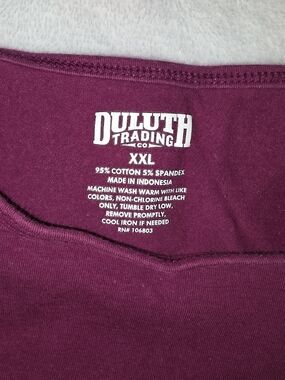 DULUTH
TRADING
CO
XXL
95% COTTON 5% SPANDEX
MADE IN INDONESIA
MACHINE WASH WARM WITH LIKE
COLORS, NON-CHLORINE BLEACH
ONLY, TUMBLE DRY LOW,
REMOVE PROMPTLY,
COOL IRON IF NEEDED
RN# 106803